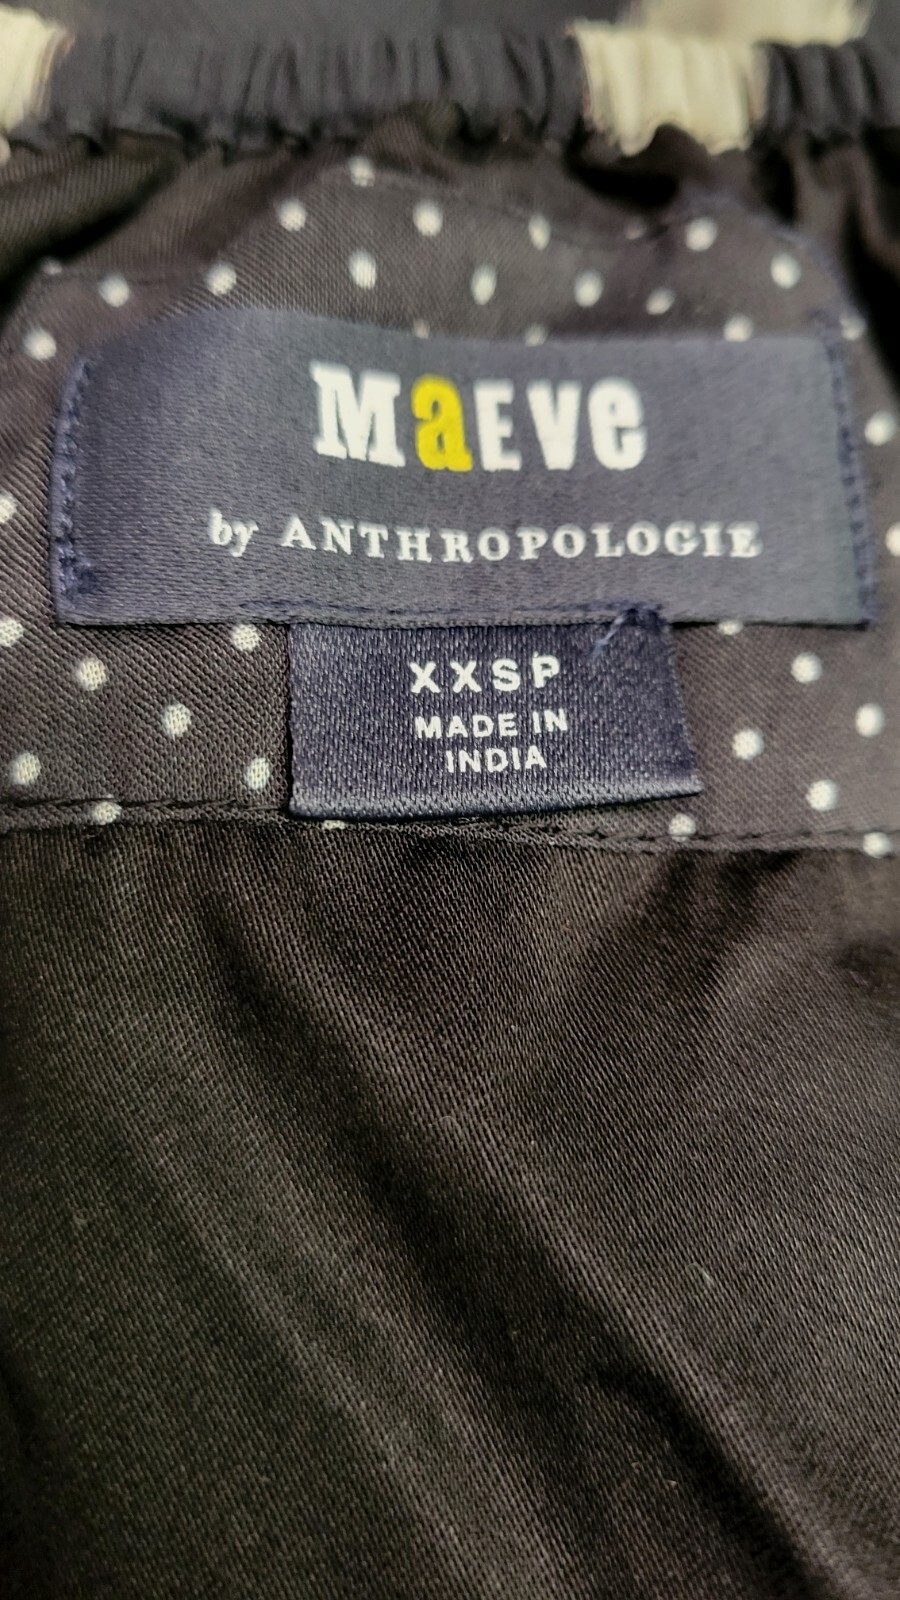 MaEVe
by ANTHROPOLOGIE
XXSP
MADE IN
INDIA